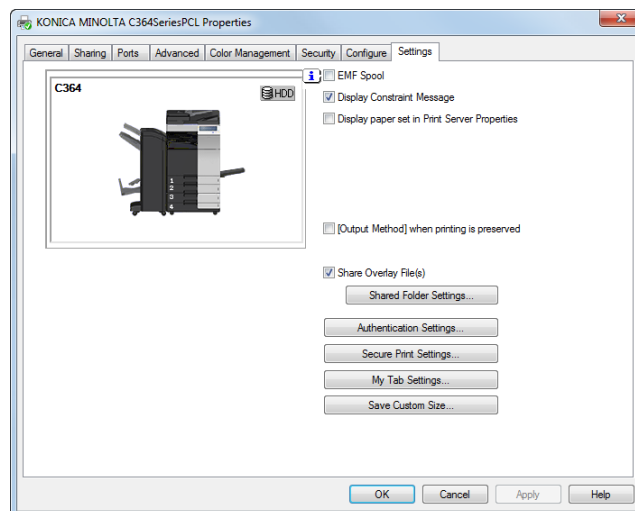 KONICA MINOLTA C364SeriesPCL Properties
General Sharing Ports Advanced Color Management Security Configure Settings
C364
HDD
1
2
3
4
i
EMF Spool
Display Constraint Message
Display paper set in Print Server Properties
[Output Method] when printing is preserved
Share Overlay File(s)
Shared Folder Settings...
Authentication Settings...
Secure Print Settings...
My Tab Settings...
Save Custom Size...
OK Cancel Apply Help